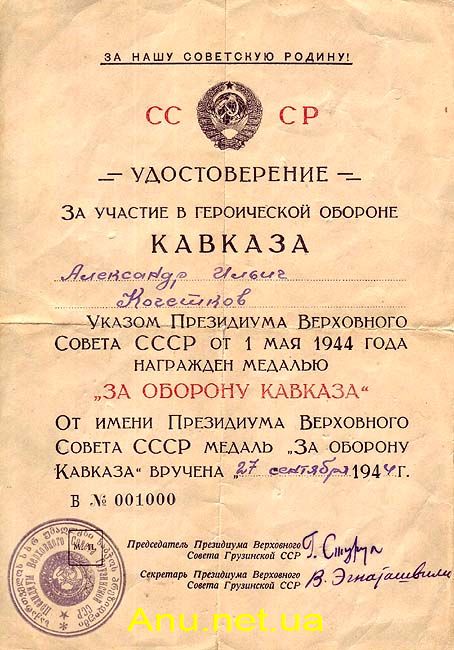 ЗА НАШУ СОВЕТСКУЮ РОДИНУ!
СС СР
УДОСТОВЕРЕНИЕ
ЗА УЧАСТИЕ В ГЕРОИЧЕСКОЙ ОБОРОНЕ
КАВКАЗА
Александр Ильич
Кочетков
УКАЗОМ ПРЕЗИДИУМА ВЕРХОВНОГО
СОВЕТА СССР ОТ 1 МАЯ 1944 ГОДА
НАГРАЖДЕН МЕДАЛЬЮ
„ЗА ОБОРОНУ КАВКАЗА“
ОТ ИМЕНИ ПРЕЗИДИУМА ВЕРХОВНОГО
СОВЕТА СССР МЕДАЛЬ „ЗА ОБОРОНУ
КАВКАЗА“ ВРУЧЕНА „27 сентября 1944 г.
В № 001000
М.П.
Председатель Президиума Верховного
Совета Грузинской ССР
Секретарь Президиума Верховного
Совета Грузинской ССР
В. Эгнаташвили
Anu.net.ua